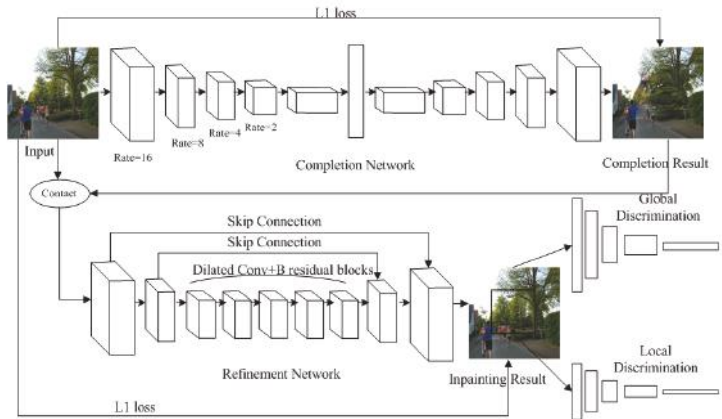 L1 loss
Input
Rate=16
Rate=8
Rate=4
Rate=2
Completion Network
Completion Result
Contact
Global
Discrimination
Skip Connection
Skip Connection
Dilated Conv+B residual blocks
Refinement Network
Inpainting Result
Local
Discrimination
L1 loss